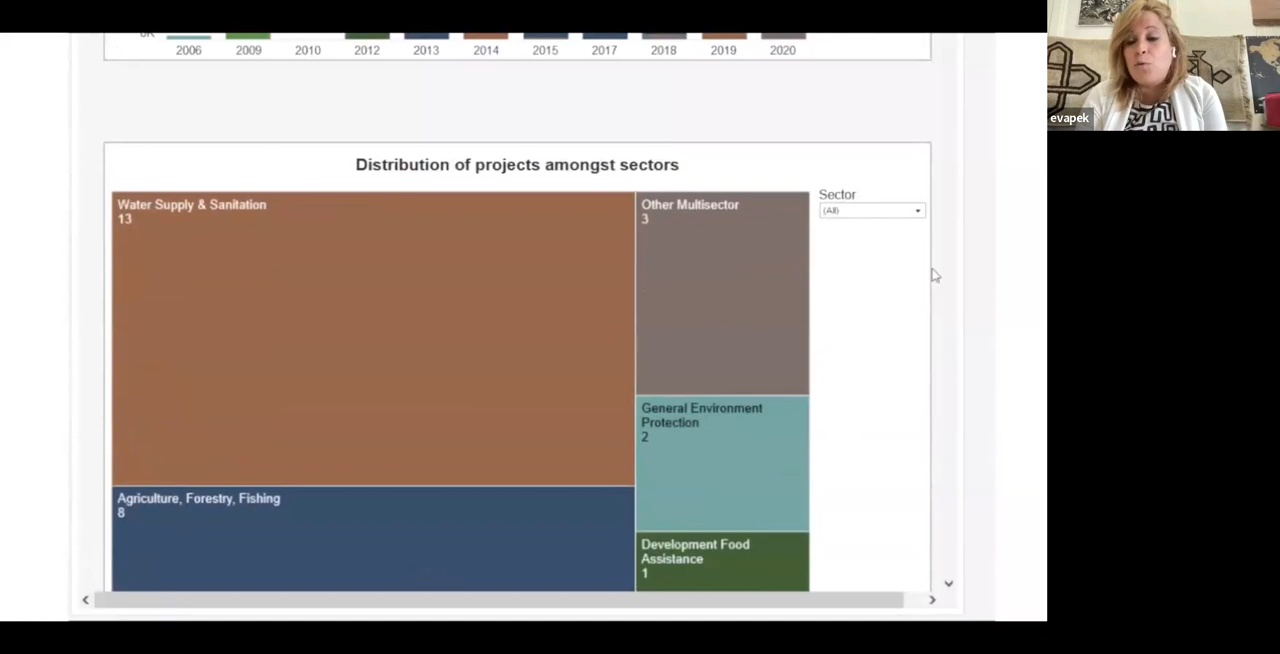 0K
2006 2009 2010 2012 2013 2014 2015 2017 2018 2019 2020
Distribution of projects amongst sectors
Water Supply & Sanitation
13
Other Multisector
3
Sector
(All)
General Environment
Protection
2
Agriculture, Forestry, Fishing
8
Development Food
Assistance
1
evapek